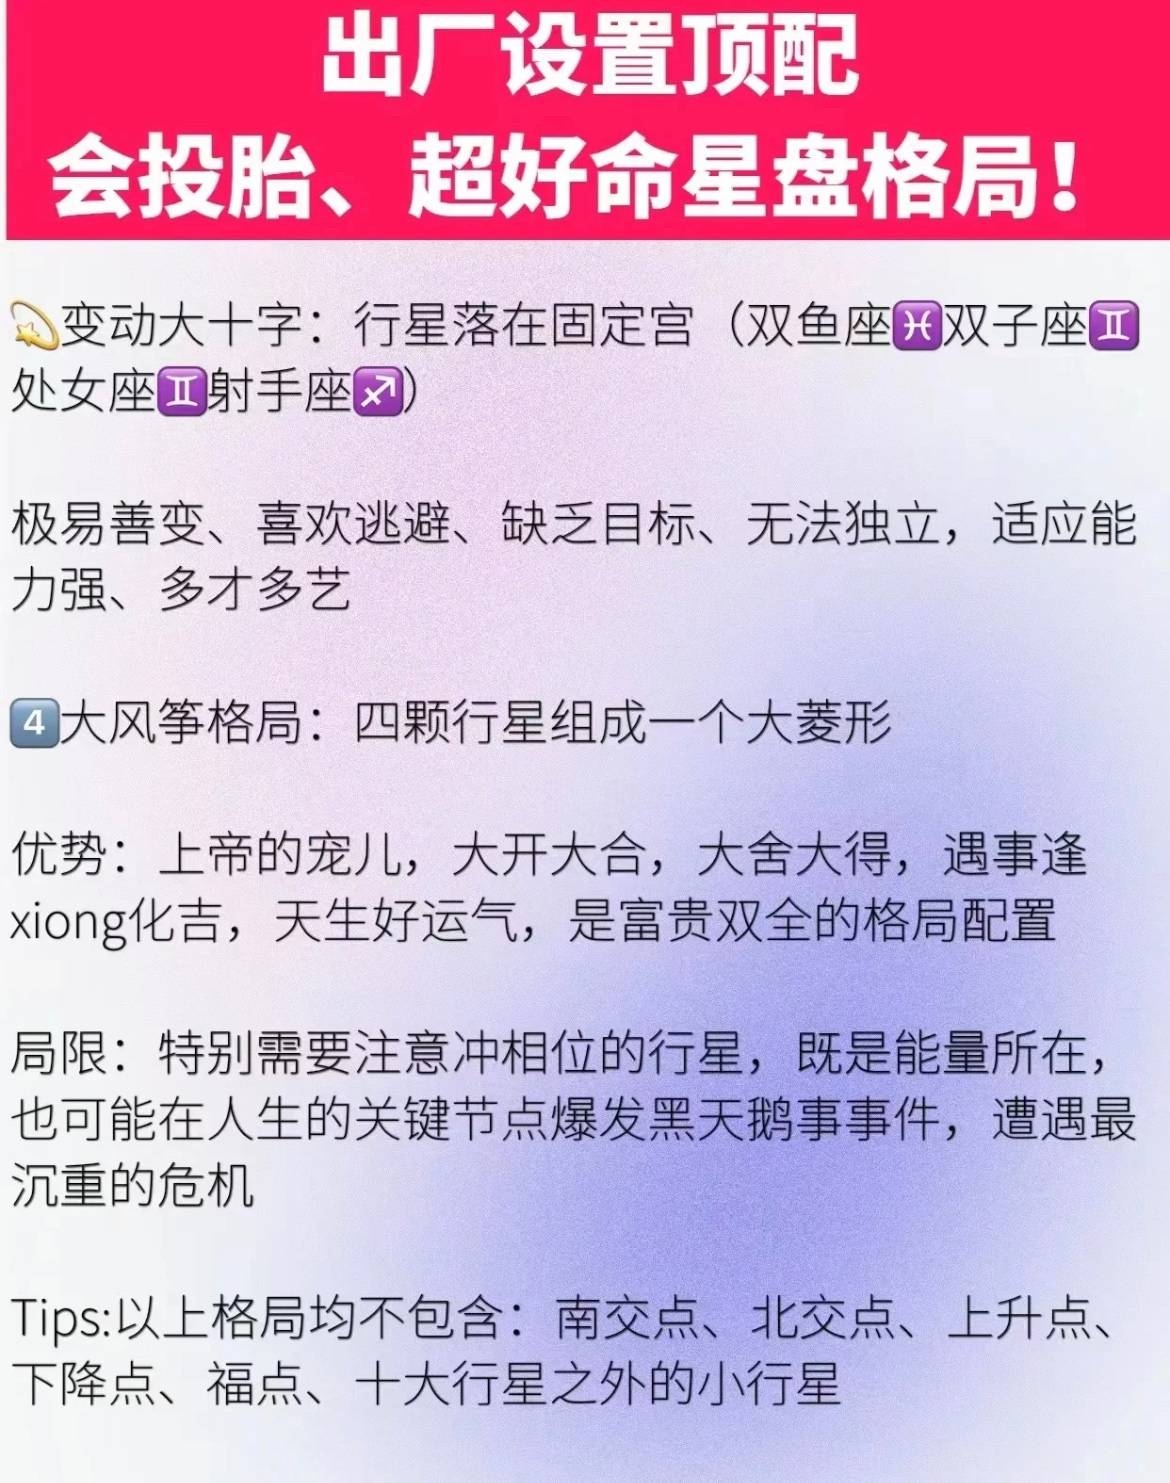 出厂设置顶配
会投胎、超好命星盘格局！
💫变动大十字：行星落在固定宫（双鱼座♓双子座♊
处女座♊射手座♐）
极易善变、喜欢逃避、缺乏目标、无法独立，适应能
力强、多才多艺
4️⃣大风筝格局：四颗行星组成一个大菱形
优势：上帝的宠儿，大开大合，大舍大得，遇事逢
xiong化吉，天生好运气，是富贵双全的格局配置
局限：特别需要注意冲相位的行星，既是能量所在，
也可能在人生的关键节点爆发黑天鹅事事件，遭遇最
沉重的危机
Tips:以上格局均不包含：南交点、北交点、上升点、
下降点、福点、十大行星之外的小行星